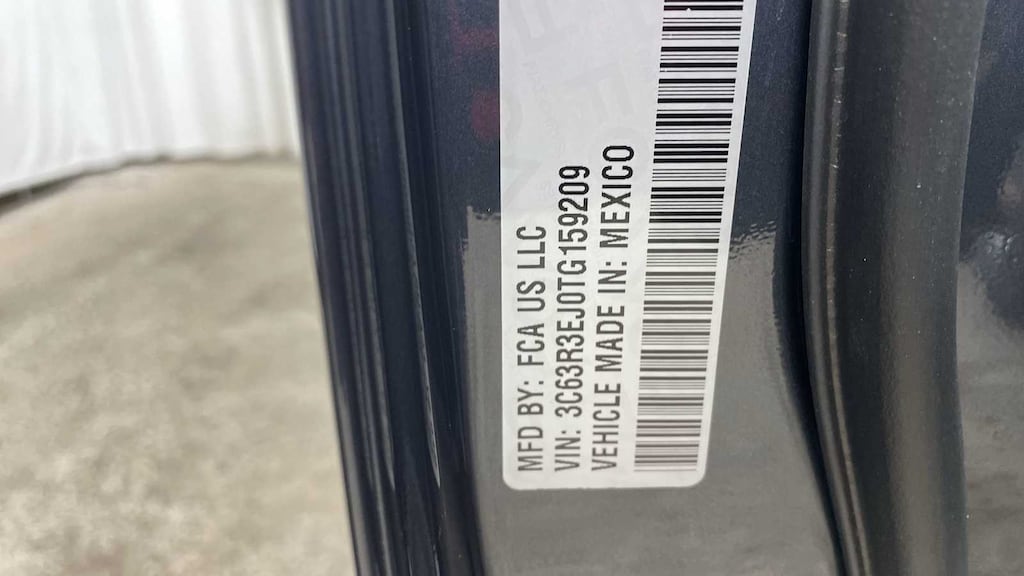 MFD BY: FCA US LLC
VIN: 3C63R3EJ0TG159209
VEHICLE MADE IN: MEXICO